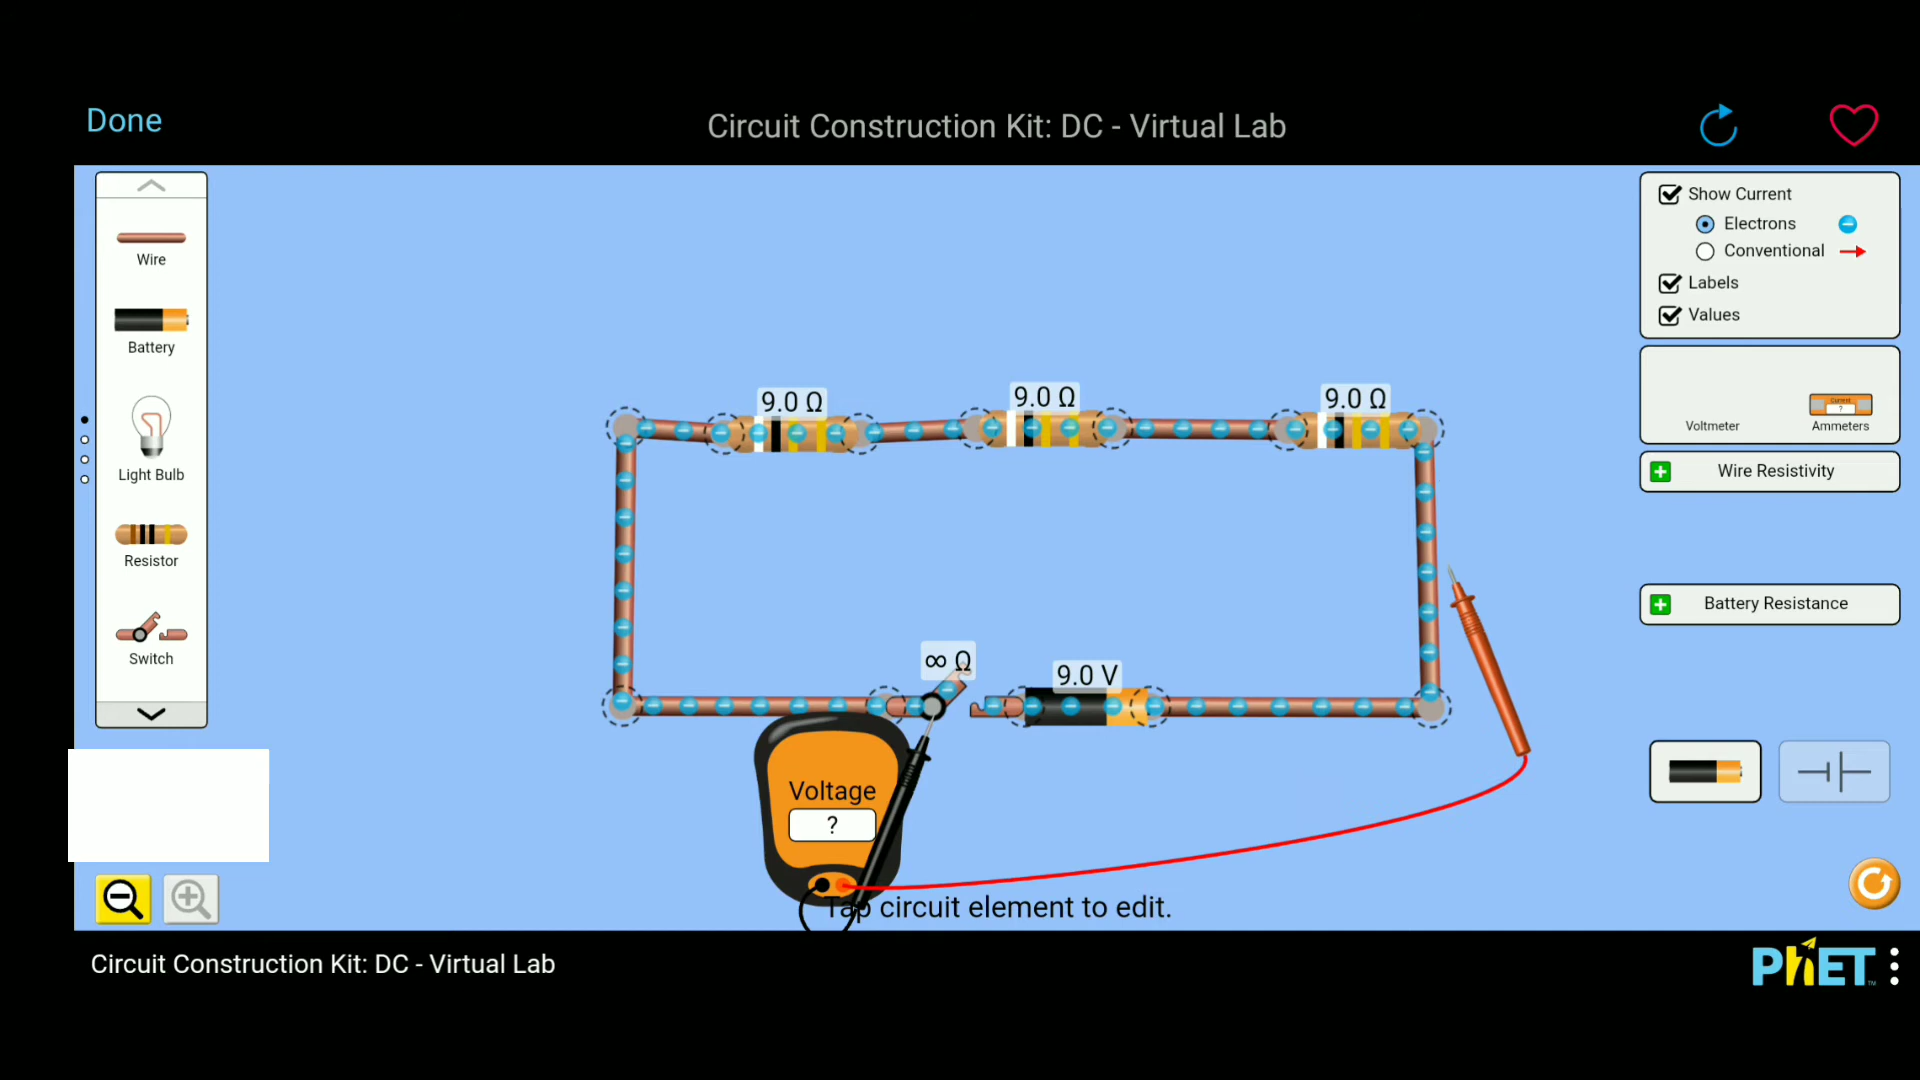 Done
Circuit Construction Kit: DC - Virtual Lab
Wire
Battery
Light Bulb
Resistor
Switch
Show Current
Electrons
Conventional
Labels
Values
Current
?
Voltmeter
Ammeters
Wire Resistivity
Battery Resistance
9.0 Ω
9.0 Ω
9.0 Ω
∞ Ω
9.0 V
Voltage
?
Tap circuit element to edit.
Circuit Construction Kit: DC - Virtual Lab
PhET
TM